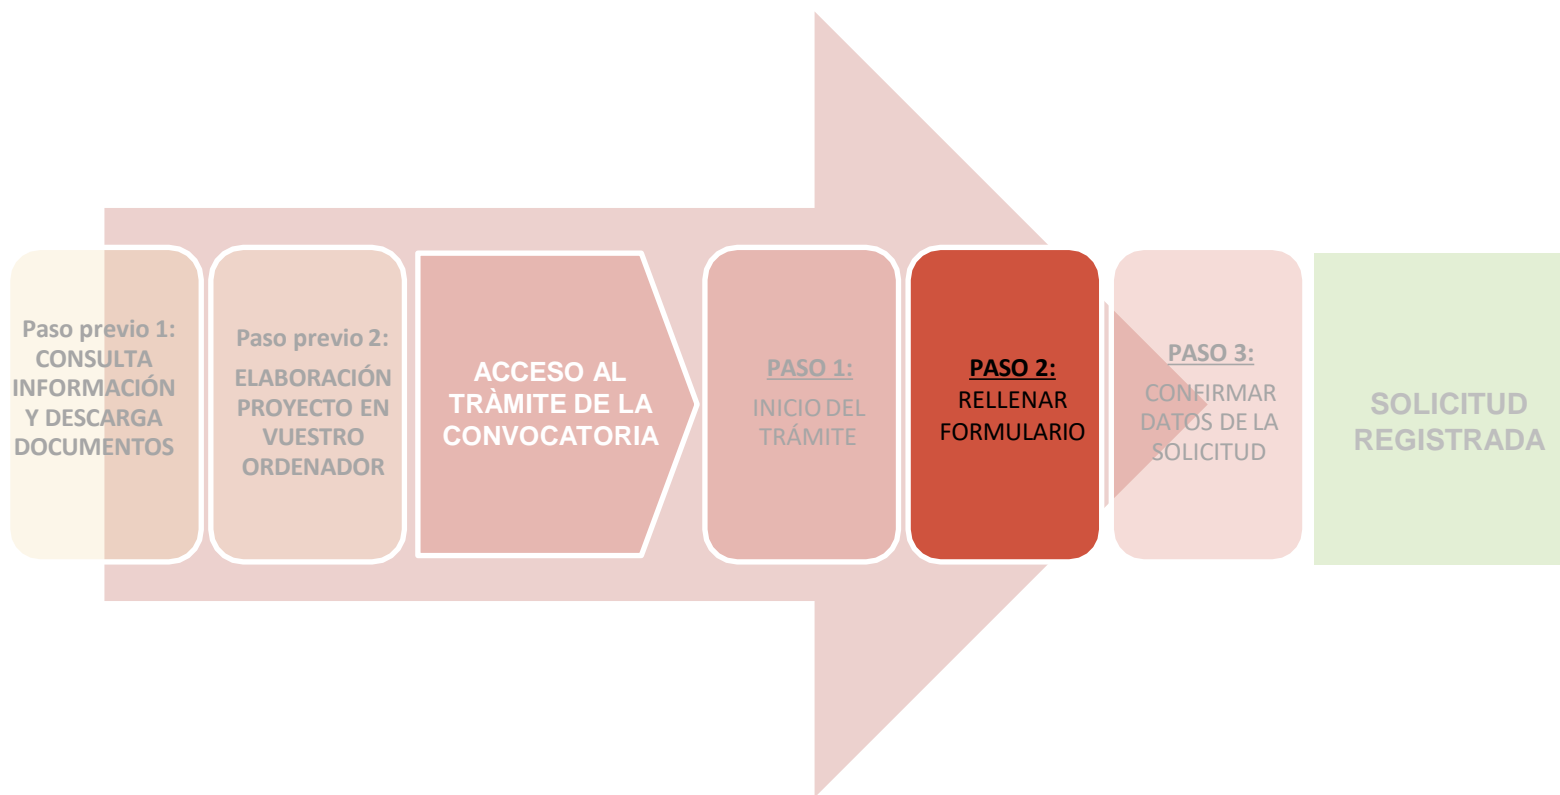 Paso previo 1:
CONSULTA
INFORMACIÓN
Y DESCARGA
DOCUMENTOS
Paso previo 2:
ELABORACIÓN
PROYECTO EN
VUESTRO
ORDENADOR
ACCESO AL
TRÀMITE DE LA
CONVOCATORIA
PASO 1:
INICIO DEL
TRÁMITE
PASO 2:
RELLENAR
FORMULARIO
PASO 3:
CONFIRMAR
DATOS DE LA
SOLICITUD
SOLICITUD
REGISTRADA